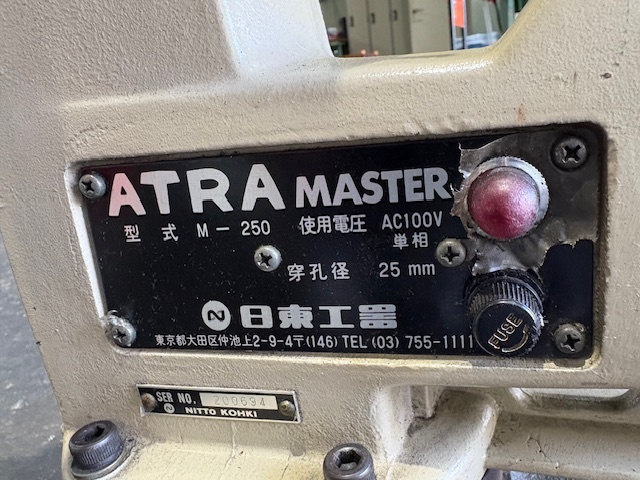 ATRA MASTER
型式 M-250 使用電圧 AC100V
単相
穿孔径 25mm
日東工器
東京都大田区仲池上2-9-4〒(146) TEL (03) 755-1111
FUSE
SER NO. 200694
NITTO KOHKI